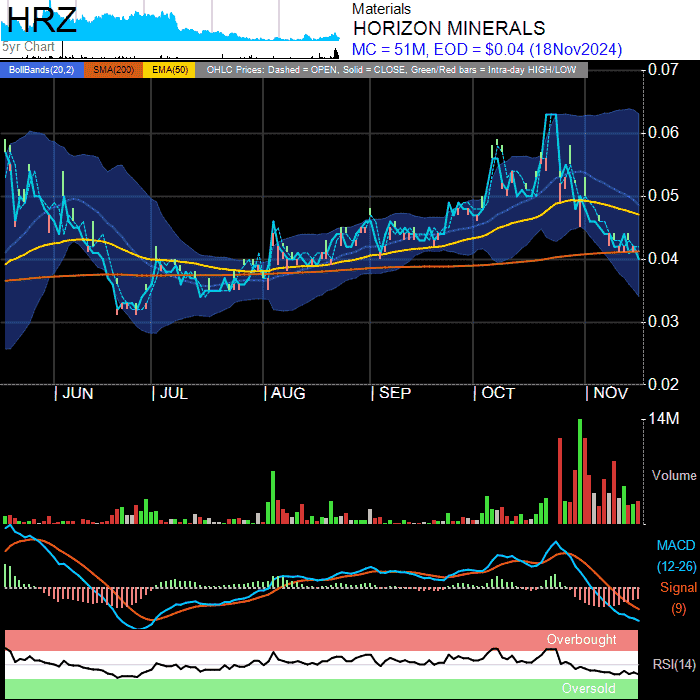 HRZ
5yr Chart
Materials
HORIZON MINERALS
MC = 51M, EOD = $0.04 (18Nov2024)
BollBands(20,2) SMA(200) EMA(50) OHLC Prices: Dashed = OPEN, Solid = CLOSE, Green/Red bars = Intra-day HIGH/LOW
0.07
0.06
0.05
0.04
0.03
0.02
JUN JUL AUG SEP OCT NOV
14M
Volume
MACD
(12-26)
Signal
(9)
Overbought
RSI(14)
Oversold